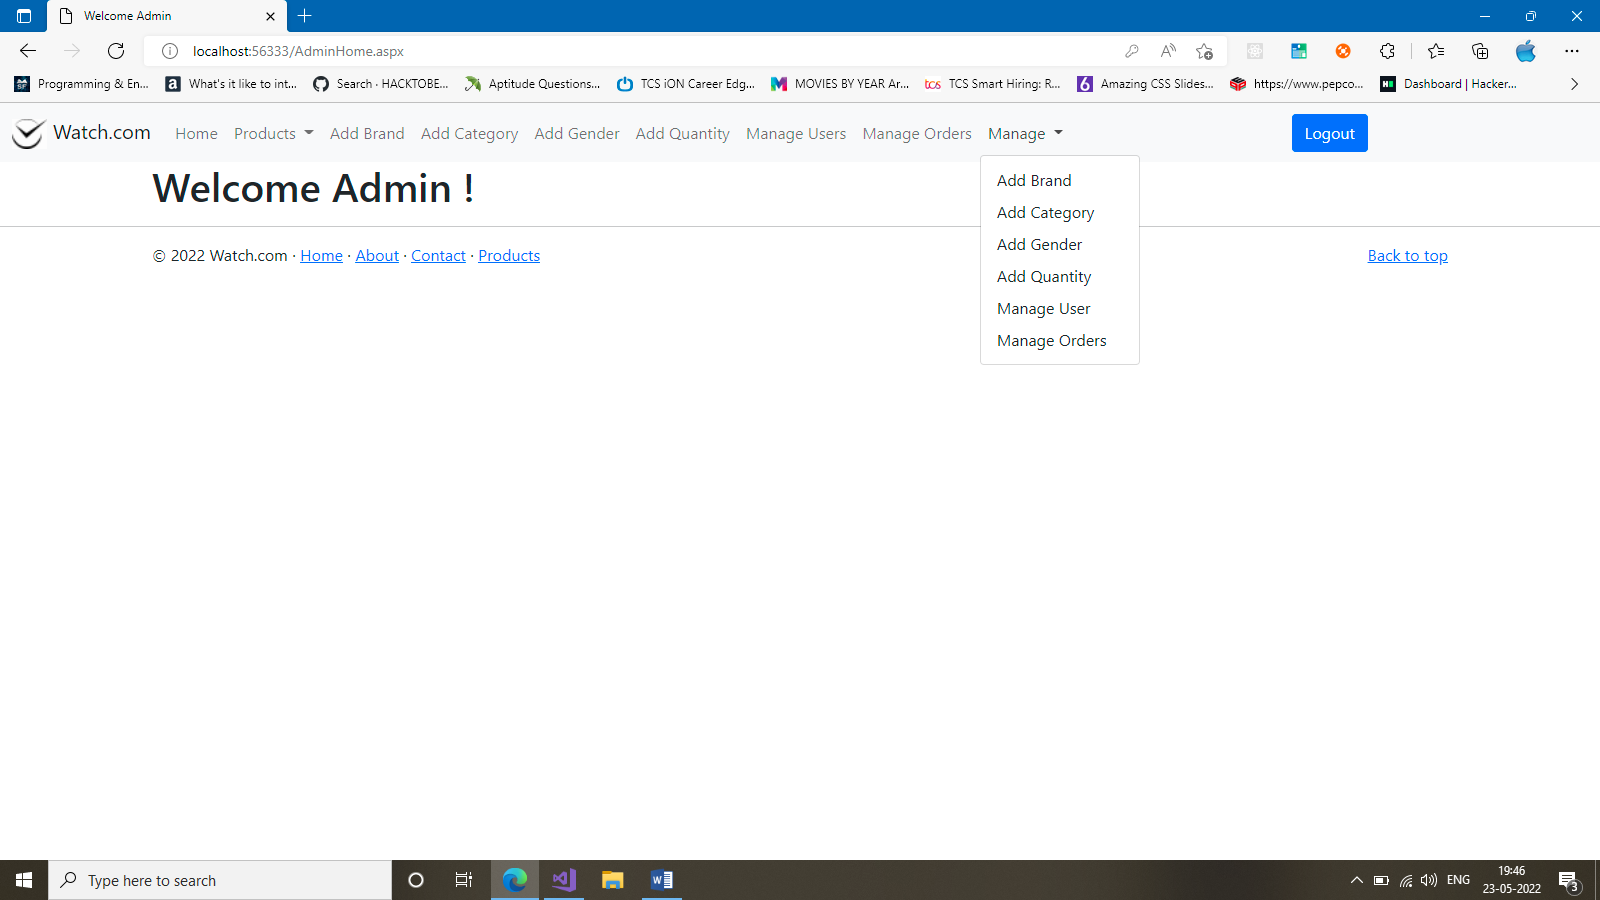 Welcome Admin
localhost:56333/AdminHome.aspx
Programming & En... What's it like to int... Search · HACKTOBE... Aptitude Questions... TCS iON Career Edg... MOVIES BY YEAR Ar... tcs TCS Smart Hiring: R... 6 Amazing CSS Slides... https://www.pepco... Dashboard | Hacker...
Watch.com Home Products Add Brand Add Category Add Gender Add Quantity Manage Users Manage Orders Manage Logout
Add Brand
Add Category
Add Gender
Add Quantity
Manage User
Manage Orders
Welcome Admin !
© 2022 Watch.com · Home · About · Contact · Products Back to top
Type here to search
ENG
19:46
23-05-2022
3